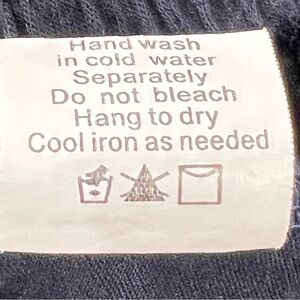 Hand wash
in cold water
Separately
Do not bleach
Hang to dry
Cool iron as needed